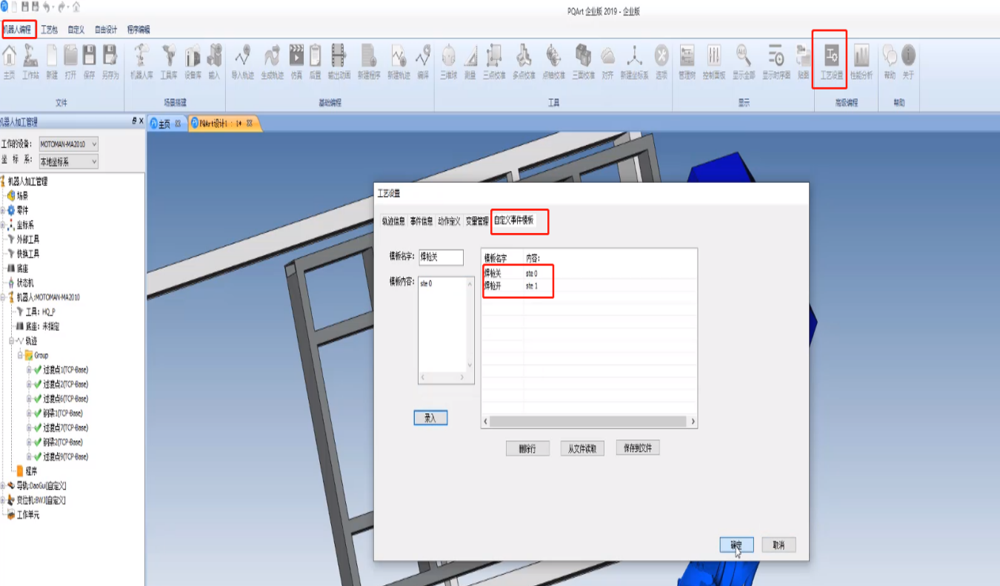 PQArt 企业版 2019 - 企业版
机器人编程 工艺包 自定义 自由设计 程序编辑
主页 工作站 新建 打开 保存 另存为 机器人库 工具库 设备库 输入 导入轨迹 生成轨迹 仿真 后置 输出动画 新建程序 新建轨迹 编译 三维球 测量 三点校准 多点校准 点轴校准 三面校准 对齐 新建坐标系 选项 管理树 控制面板 显示全部 显示时序图 贴图 工艺设置 性能分析 帮助 关于
文件 场景搭建 基础编程 工具 显示 高级编程 帮助
机器人加工管理
主页 PQArt设计1 : 1*
工作的设备: MOTOMAN-MA2010
坐 标 系: 本地坐标系
机器人加工管理
场景
零件
坐标系
外部工具
快换工具
底座
状态机
机器人:MOTOMAN-MA2010
工具: HQ_P
底座: 未指定
轨迹
Group
过渡点1(TCP-Base)
过渡点2(TCP-Base)
过渡点6(TCP-Base)
钢梁1(TCP-Base)
过渡点7(TCP-Base)
钢梁2(TCP-Base)
过渡点9(TCP-Base)
程序
导轨:DaoGui[自定义]
变位机:BWJ[自定义]
工作单元
工艺设置
轨迹信息 事件信息 动作定义 变量管理 自定义事件模板
模板名字: 焊枪关
模板内容: ste 0
录入
模板名字 内容:
焊枪关 ste 0
焊枪开 ste 1
删除行 从文件读取 保存到文件
确定 取消